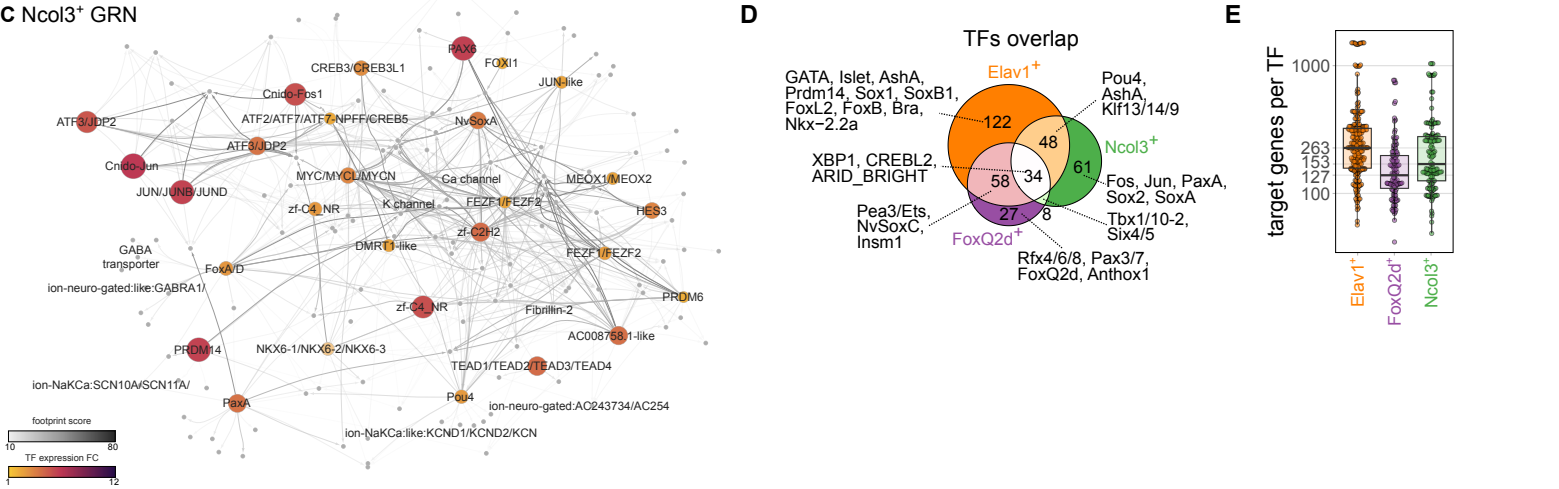 C Ncol3+ GRN
PAX6
FOXI1
CREB3/CREB3L1
JUN-like
Cnido-Fos1
ATF3/JDP2
ATF2/ATF7/ATF7-NPFF/CREB5
NvSoxA
ATF3/JDP2
Cnido-Jun
MYC/MYCL/MYCN
Ca channel
MEOX1/MEOX2
JUN/JUNB/JUND
K channel
FEZF1/FEZF2
zf-C4_NR
HES3
zf-C2H2
DMRT1-like
FEZF1/FEZF2
GABA
transporter
FoxA/D
ion-neuro-gated:like:GABRA1/
PRDM6
zf-C4_NR
Fibrillin-2
AC008758.1-like
PRDM14
NKX6-1/NKX6-2/NKX6-3
TEAD1/TEAD2/TEAD3/TEAD4
ion-NaKCa:SCN10A/SCN11A/
PaxA
Pou4
ion-neuro-gated:AC243734/AC254
ion-NaKCa:like:KCND1/KCND2/KCN
footprint score
10 80
TF expression FC
1 12
D
TFs overlap
Elav1+
GATA, Islet, AshA,
Prdm14, Sox1, SoxB1,
FoxL2, FoxB, Bra,
Nkx−2.2a
Pou4,
AshA,
Klf13/14/9
122
48
Ncol3+
XBP1, CREBL2,
ARID_BRIGHT
61
34
58
Fos, Jun, PaxA,
Sox2, SoxA
Pea3/Ets,
NvSoxC,
Insm1
27
8
Tbx1/10-2,
Six4/5
FoxQ2d+
Rfx4/6/8, Pax3/7,
FoxQ2d, Anthox1
E
target genes per TF
1000
263
153
127
100
Elav1+
FoxQ2d+
Ncol3+